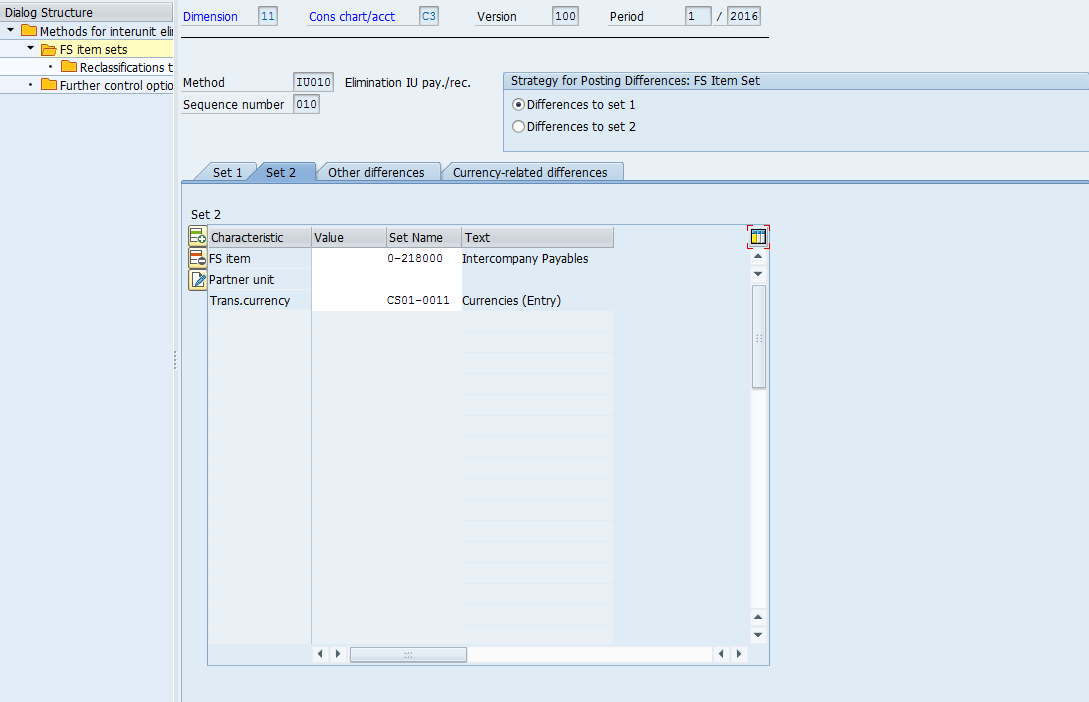 Dialog Structure
Methods for interunit eli
FS item sets
Reclassifications t
Further control optio
Dimension 11 Cons chart/acct C3 Version 100 Period 1 / 2016
Method IU010 Elimination IU pay./rec.
Sequence number 010
Strategy for Posting Differences: FS Item Set
Differences to set 1
Differences to set 2
Set 1 Set 2 Other differences Currency-related differences
Set 2
Characteristic Value Set Name Text
FS item 0-218000 Intercompany Payables
Partner unit
Trans.currency CS01-0011 Currencies (Entry)